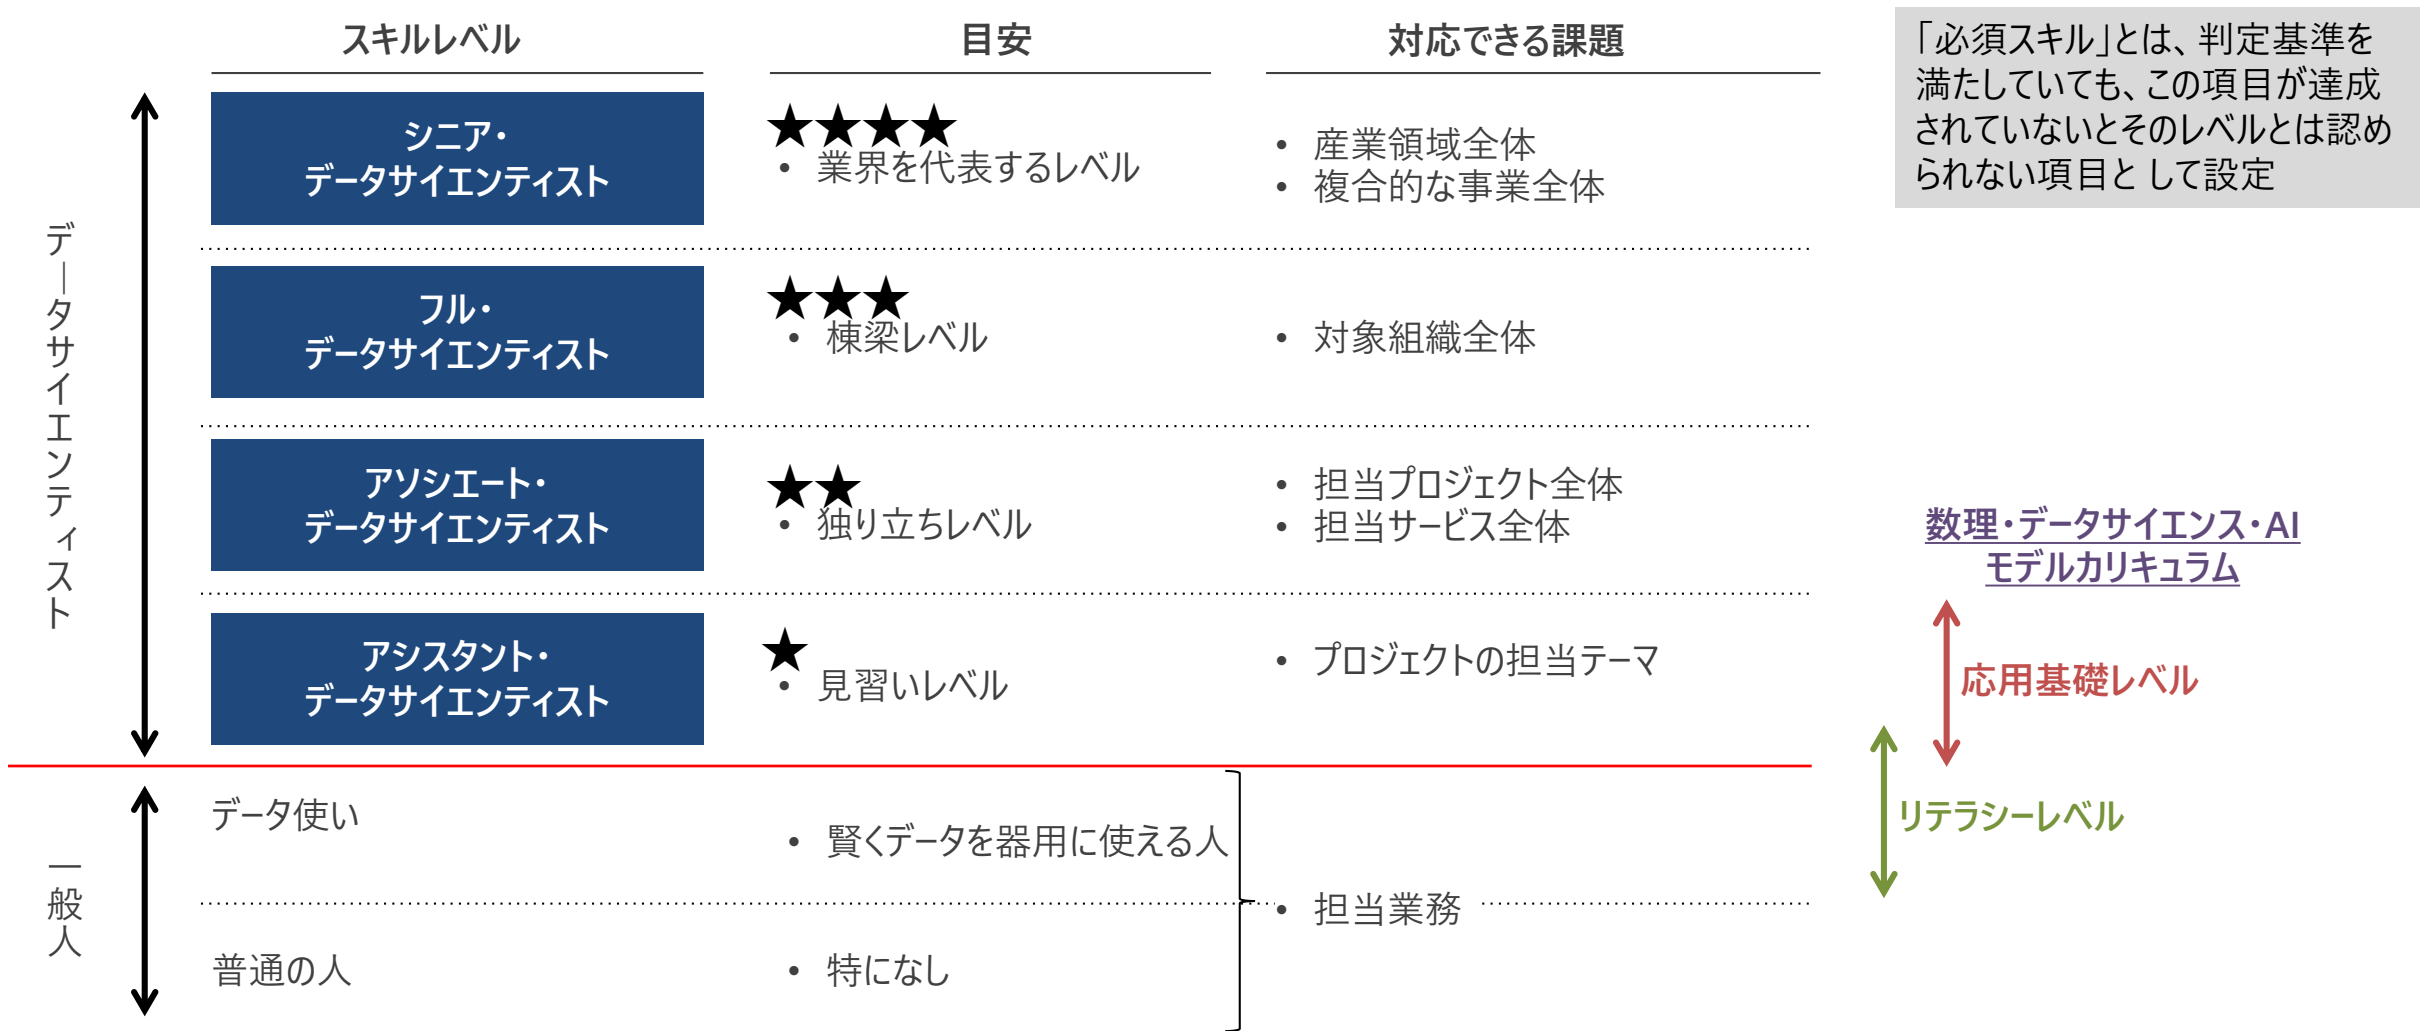 スキルレベル
目安
対応できる課題
「必須スキル」とは、判定基準を
満たしていても、この項目が達成
されていないとそのレベルとは認め
られない項目として設定
データサイエンティスト
シニア・
データサイエンティスト
★★★★
• 業界を代表するレベル
• 産業領域全体
• 複合的な事業全体
フル・
データサイエンティスト
★★★
• 棟梁レベル
• 対象組織全体
アソシエート・
データサイエンティスト
★★
• 独り立ちレベル
• 担当プロジェクト全体
• 担当サービス全体
数理・データサイエンス・AI
モデルカリキュラム
アシスタント・
データサイエンティスト
★
• 見習いレベル
• プロジェクトの担当テーマ
応用基礎レベル
リテラシーレベル
一般人
データ使い
• 賢くデータを器用に使える人
• 担当業務
普通の人
• 特になし